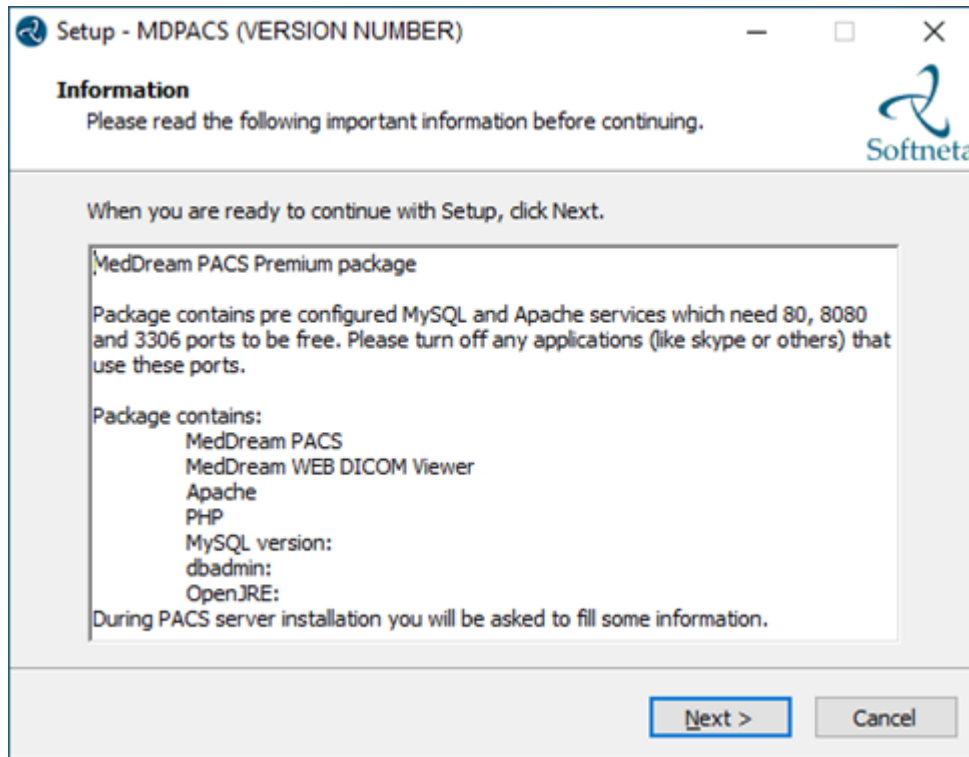 Setup - MDPACS (VERSION NUMBER)
Information
Please read the following important information before continuing.
Softneta
When you are ready to continue with Setup, click Next.
MedDream PACS Premium package
Package contains pre configured MySQL and Apache services which need 80, 8080
and 3306 ports to be free. Please turn off any applications (like skype or others) that
use these ports.
Package contains:
MedDream PACS
MedDream WEB DICOM Viewer
Apache
PHP
MySQL version:
dbadmin:
OpenJRE:
During PACS server installation you will be asked to fill some information.
Next >
Cancel